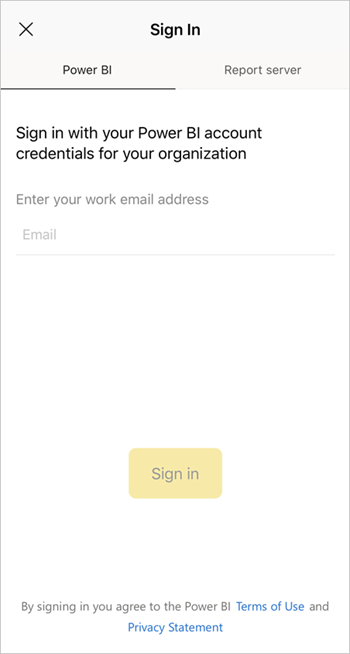 Sign In
Power BI
Report server
Sign in with your Power BI account
credentials for your organization
Enter your work email address
Email
Sign in
By signing in you agree to the Power BI Terms of Use and
Privacy Statement